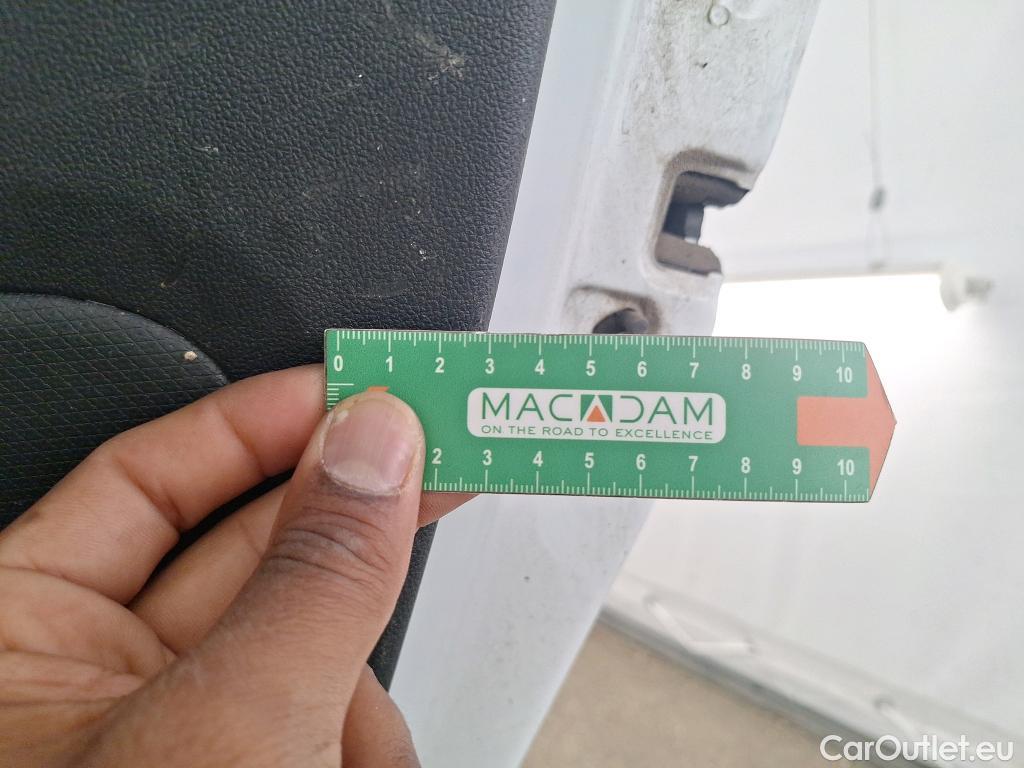 0 1 2 3 4 5 6 7 8 9 10
MACADAM
ON THE ROAD TO EXCELLENCE
2 3 4 5 6 7 8 9 10
CarOutlet.eu